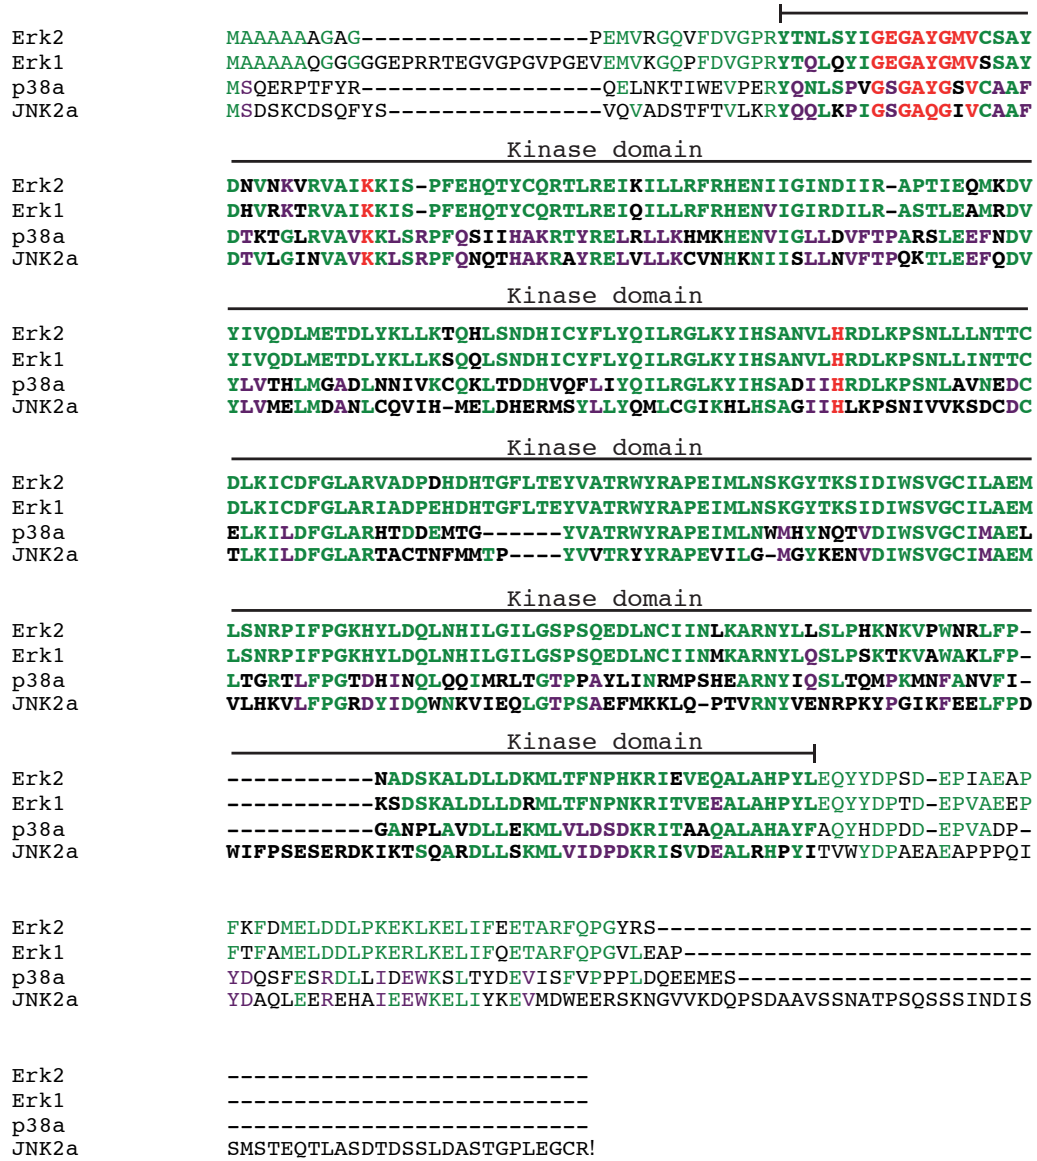 Erk2 MAAAAAAGAG-----------------PEMVRGQVFDVGPRYTNLSYIGEGAYGMVCSAY
Erk1 MAAAAAQGGGGGEPRRTEGVGPGVPGEVEMVKGQPFDVGPRYTQLQYIGEGAYGMVSSAY
p38a MSQERPTFYR------------------QELNKTIWEVPERYQNLSPVGSGAYGSVCAAF
JNK2a MSDSKCDSQFYS----------------VQVADSTFTVLKRYQQLKPIGSGAQGIVCAAF
Kinase domain
Erk2 DNVNKVRVAIKKIS-PFEHQTYCQRTLREIKILLRFRHENIIGINDIIR-APTIEQMKDV
Erk1 DHVRKTRVAIKKIS-PFEHQTYCQRTLREIQILLRFRHENVIGIRDILR-ASTLEAMRDV
p38a DTKTGLRVAVKKLSRPFQSIIHAKRTYRELRLLKHMKHENVIGLLDVFTPARSLEEFNDV
JNK2a DTVLGINVAVKKLSRPFQNQTHAKRAYRELVLLKCVNHKNIISLLNVFTPQKTLEEFQDV
Kinase domain
Erk2 YIVQDLMETDLYKLLKTQHLSNDHICYFLYQILRGLKYIHSANVLHRDLKPSNLLLNTTC
Erk1 YIVQDLMETDLYKLLKSQQLSNDHICYFLYQILRGLKYIHSANVLHRDLKPSNLLINTTC
p38a YLVTHLMGADLNNIVKCQKLTDDHVQFLIYQILRGLKYIHSADIIHRDLKPSNLAVNEDC
JNK2a YLVMELMDANLCQVIH-MELDHERMSYLLYQMLCGIKHLHSAGIIHLKPSNIVVKSDCDC
Kinase domain
Erk2 DLKICDFGLARVADPDHDHTGFLTEYVATRWYRAPEIMLNSKGYTKSIDIWSVGCILAEM
Erk1 DLKICDFGLARIADPEHDHTGFLTEYVATRWYRAPEIMLNSKGYTKSIDIWSVGCILAEM
p38a ELKILDFGLARHTDDEMTG------YVATRWYRAPEIMLNWMHYNQTVDIWSVGCIMAEL
JNK2a TLKILDFGLARTACTNFMMTP----YVVTRYYRAPEVILG-MGYKENVDIWSVGCIMAEM
Kinase domain
Erk2 LSNRPIFPGKHYLDQLNHILGILGSPSQEDLNCIINLKARNYLLSLPHKNKVPWNRLFP-
Erk1 LSNRPIFPGKHYLDQLNHILGILGSPSQEDLNCIINMKARNYLQSLPSKTKVAWAKLFP-
p38a LTGRTLFPGTDHINQLQQIMRLTGTPPAYLINRMPSHEARNYIQSLTQMPKMNFANVFI-
JNK2a VLHKVLFPGRDYIDQWNKVIEQLGTPSAEFMKKLQ-PTVRNYVENRPKYPGIKFEELFPD
Kinase domain
Erk2 -----------NADSKALDLLDKMLTFNPHKRIEVEQALAHPYLEQYYDPSD-EPIAEAP
Erk1 -----------KSDSKALDLLDRMLTFNPNKRITVEEALAHPYLEQYYDPTD-EPVAEEP
p38a -----------GANPLAVDLLEKMLVLDSDKRITAAQALAHAYFAQYHDPDD-EPVADP-
JNK2a WIFPSESERDKIKTSQARDLLSKMLVIDPDKRISVDEALRHPYITVWYDPAEAEAPPPQI
Erk2 FKFDMELDDLPKEKLKELIFEETARFQPGYRS----------------------------
Erk1 FTFAMELDDLPKERLKELIFQETARFQPGVLEAP--------------------------
p38a YDQSFESRDLLIDEWKSLTYDEVISFVPPPLDQEEMES----------------------
JNK2a YDAQLEEREHAIEEWKELIYKEVMDWEERSKNGVVKDQPSDAAVSSNATPSQSSSINDIS
Erk2 ---------------------------
Erk1 ---------------------------
p38a ---------------------------
JNK2a SMSTEQTLASDTDSSLDASTGPLEGCR!